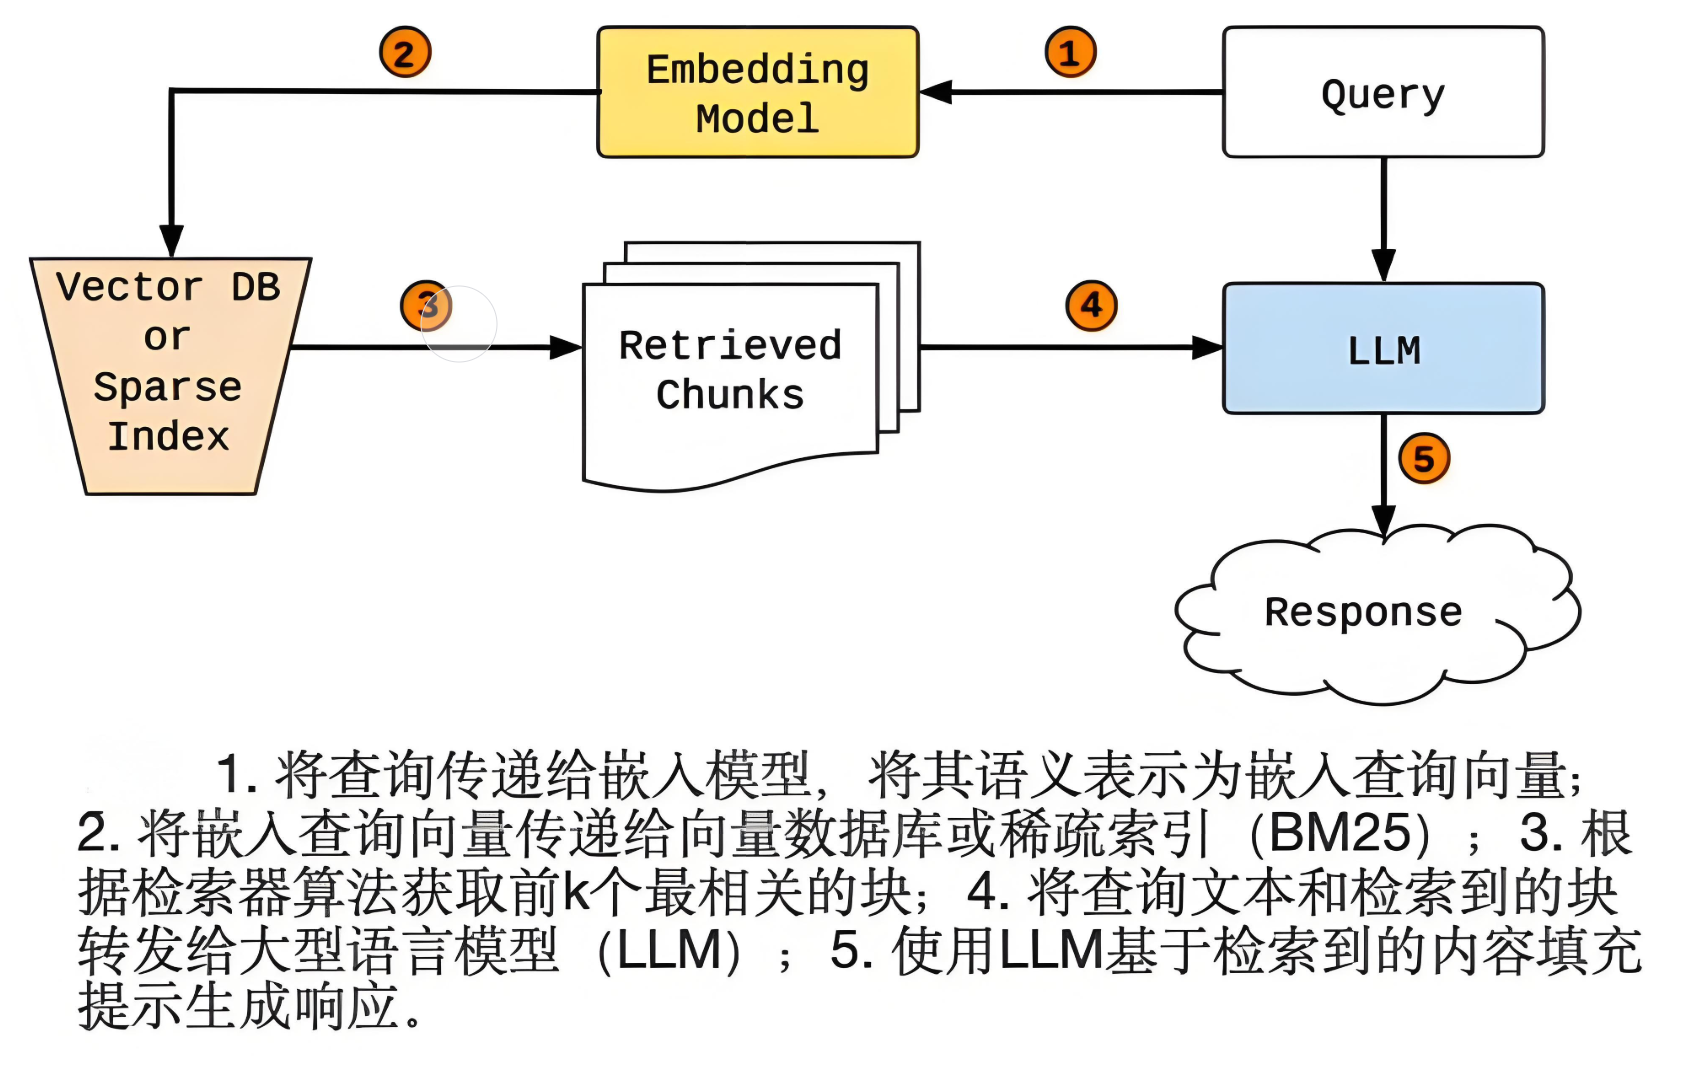 2
Embedding
Model
1
Query
Vector DB
or
Sparse
Index
3
Retrieved
Chunks
4
LLM
5
Response
1. 将查询传递给嵌入模型，将其语义表示为嵌入查询向量；
2. 将嵌入查询向量传递给向量数据库或稀疏索引（BM25）；3. 根
据检索器算法获取前k个最相关的块；4. 将查询文本和检索到的块
转发给大型语言模型（LLM）；5. 使用LLM基于检索到的内容填充
提示生成响应。